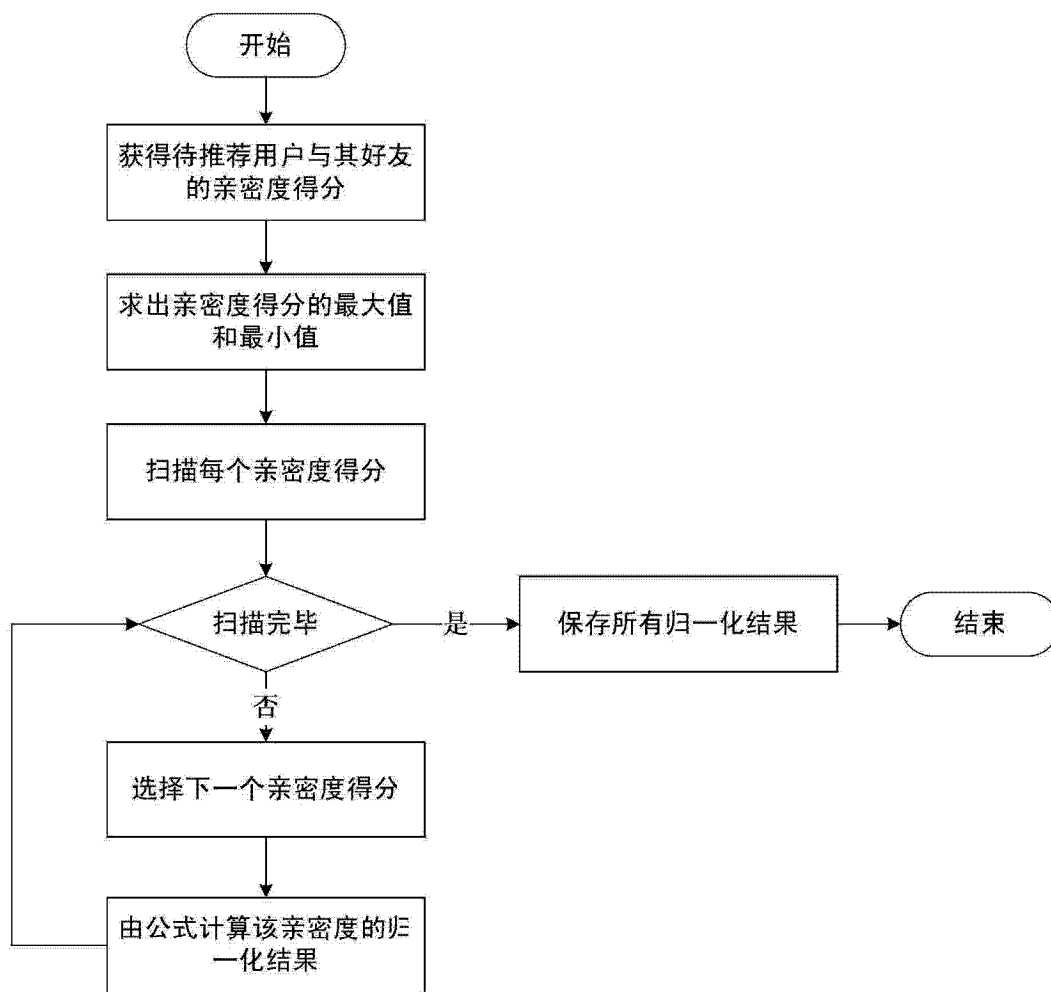 开始
获得待推荐用户与其好友
的亲密度得分
求出亲密度得分的最大值
和最小值
扫描每个亲密度得分
扫描完毕
是
保存所有归一化结果
结束
否
选择下一个亲密度得分
由公式计算该亲密度的归
一化结果